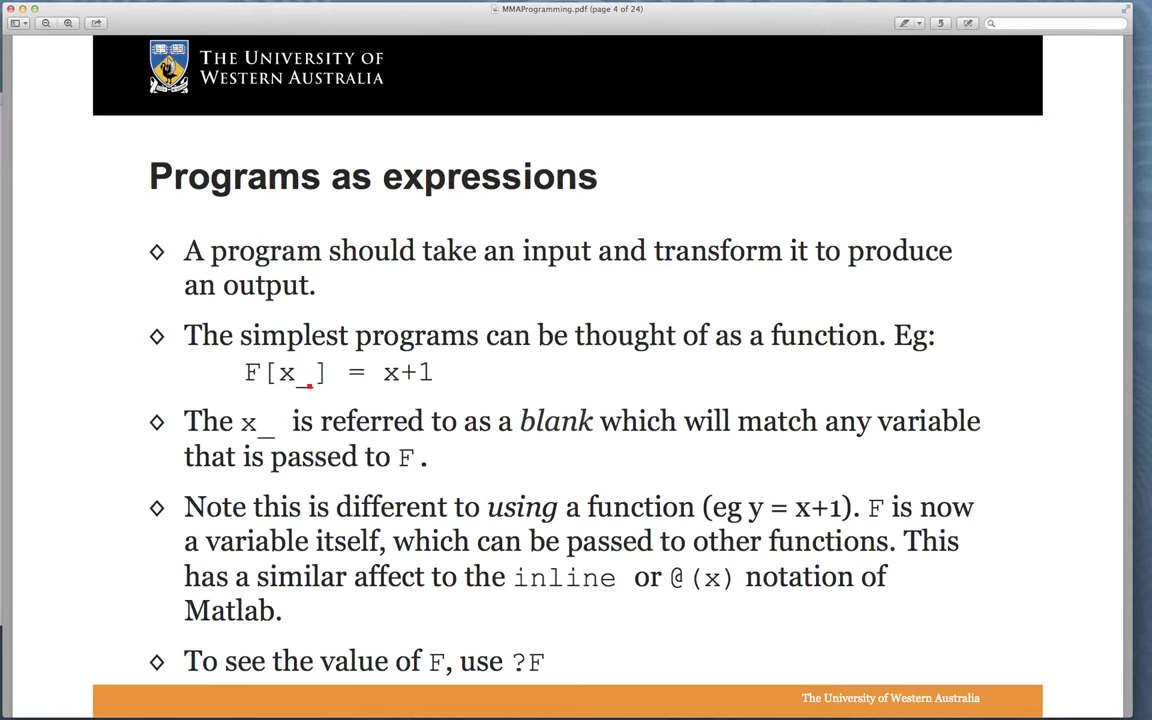 MMAProgramming.pdf (page 4 of 24)
THE UNIVERSITY OF
WESTERN AUSTRALIA
Programs as expressions
◊ A program should take an input and transform it to produce
an output.
◊ The simplest programs can be thought of as a function. Eg:
F[x_] = x+1
◊ The x_ is referred to as a blank which will match any variable
that is passed to F.
◊ Note this is different to using a function (eg y = x+1). F is now
a variable itself, which can be passed to other functions. This
has a similar affect to the inline or @(x) notation of
Matlab.
◊ To see the value of F, use ?F
The University of Western Australia